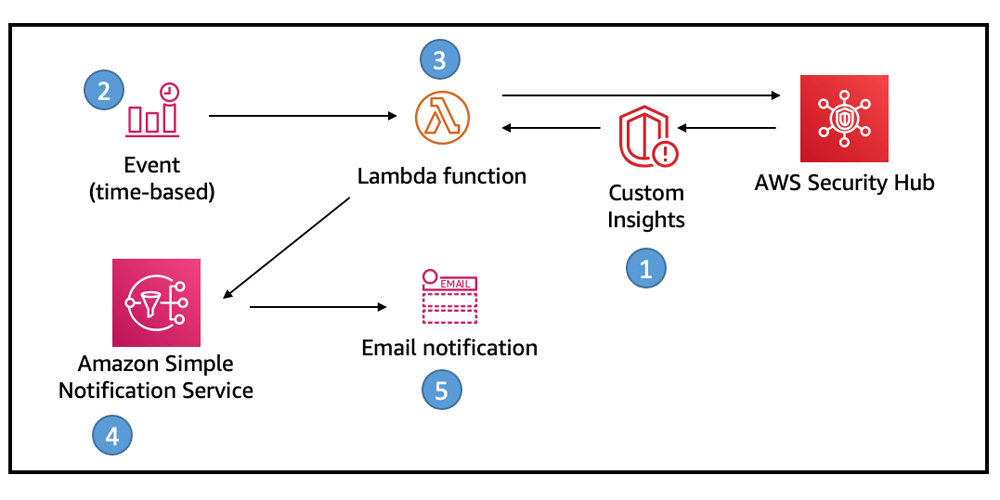 2
3
Event
(time-based)
Lambda function
Custom
Insights
AWS Security Hub
1
EMAIL
Amazon Simple
Notification Service
Email notification
4
5